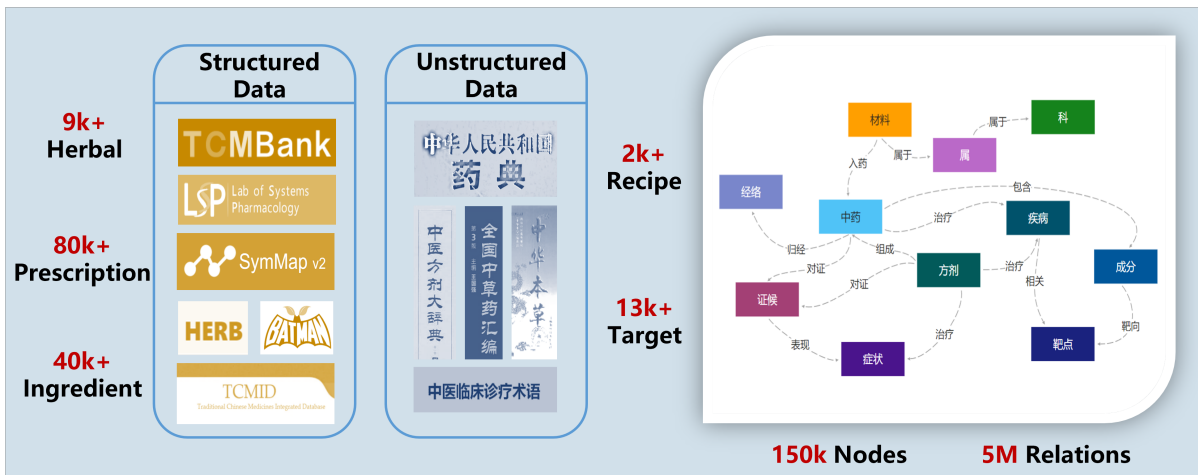 Structured
Data
Unstructured
Data
9k+
Herbal
80k+
Prescription
40k+
Ingredient
TCMBank
LSP Lab of Systems
Pharmacology
SymMap v2
HERB
BATMAN
TCMID
Traditional Chinese Medicines Integrated Database
中华人民共和国
药典
中医方剂大辞典
全国中草药汇编
中华本草
中医临床诊疗术语
2k+
Recipe
13k+
Target
材料
科
属于
属
属于
入药
经络
包含
中药
治疗
疾病
归经
组成
对证
方剂
治疗
成分
对证
相关
证候
靶向
治疗
表现
靶点
症状
150k Nodes
5M Relations